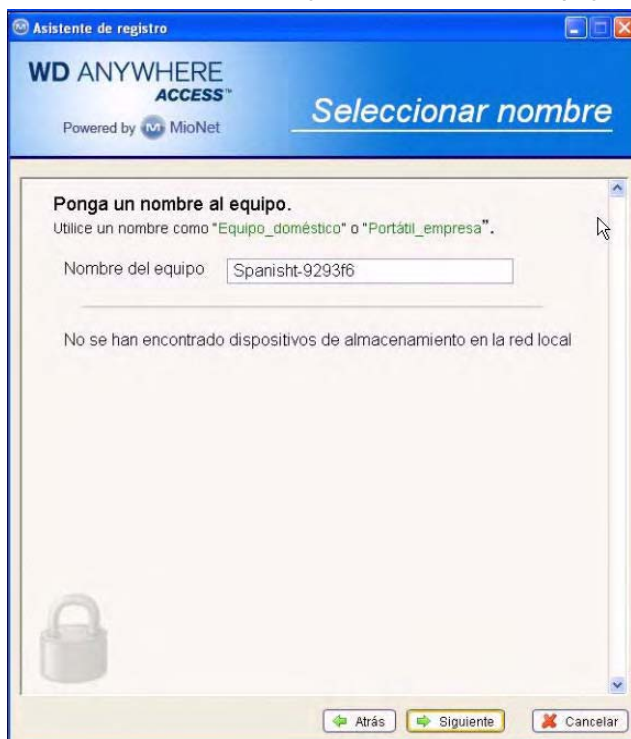 Asistente de registro
WD ANYWHERE
ACCESS™
Powered by MioNet
Seleccionar nombre
Ponga un nombre al equipo.
Utilice un nombre como "Equipo_doméstico" o "Portátil_empresa".
Nombre del equipo Spanisht-9293f6
No se han encontrado dispositivos de almacenamiento en la red local
Atrás Siguiente Cancelar